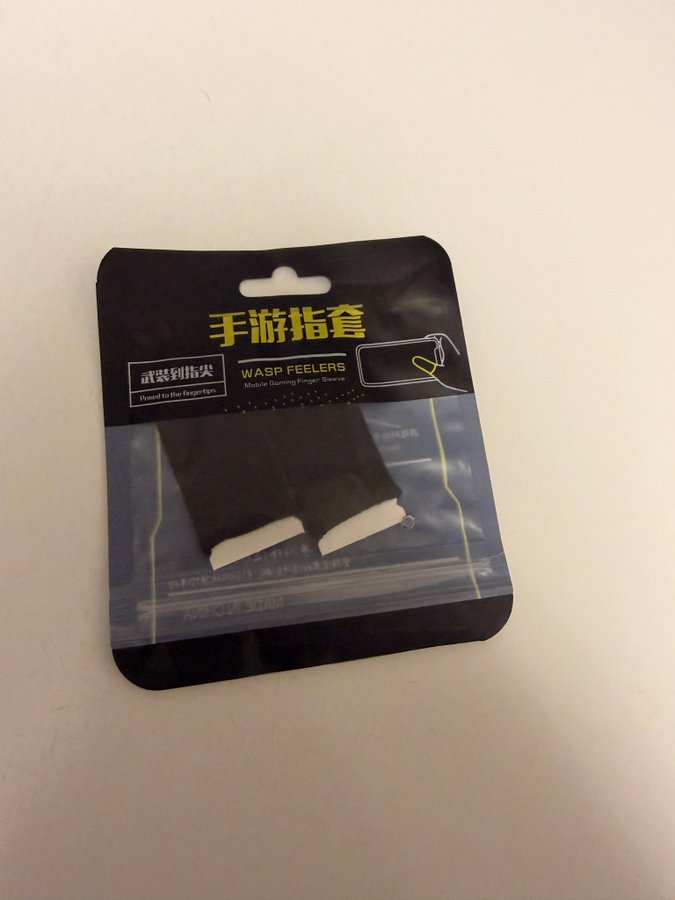 手游指套
武装到指尖
Prmed to the fingertips
WASP FEELERS
Mobile Gaming Finger Sleeve
MADE IN CHINA